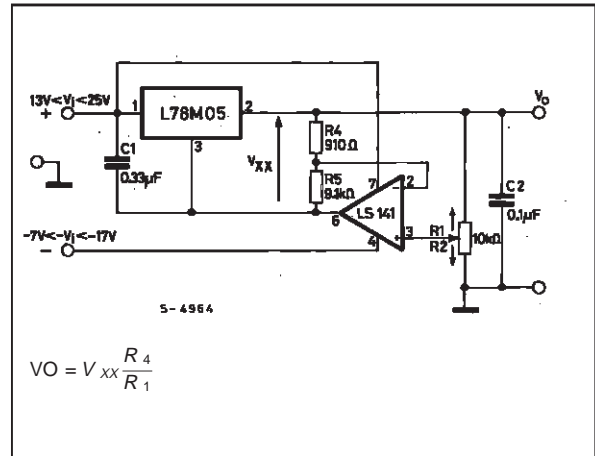 13V<Vi<25V
+
1
L78M05
2
3
C1
0.33μF
VXX
R4
910Ω
R5
9.1kΩ
7
2
LS 141
6
4
3
R1
R2
10kΩ
C2
0.1μF
VO
-7V<-Vi<-17V
-
S-4964
VO = V XX R 4
R 1